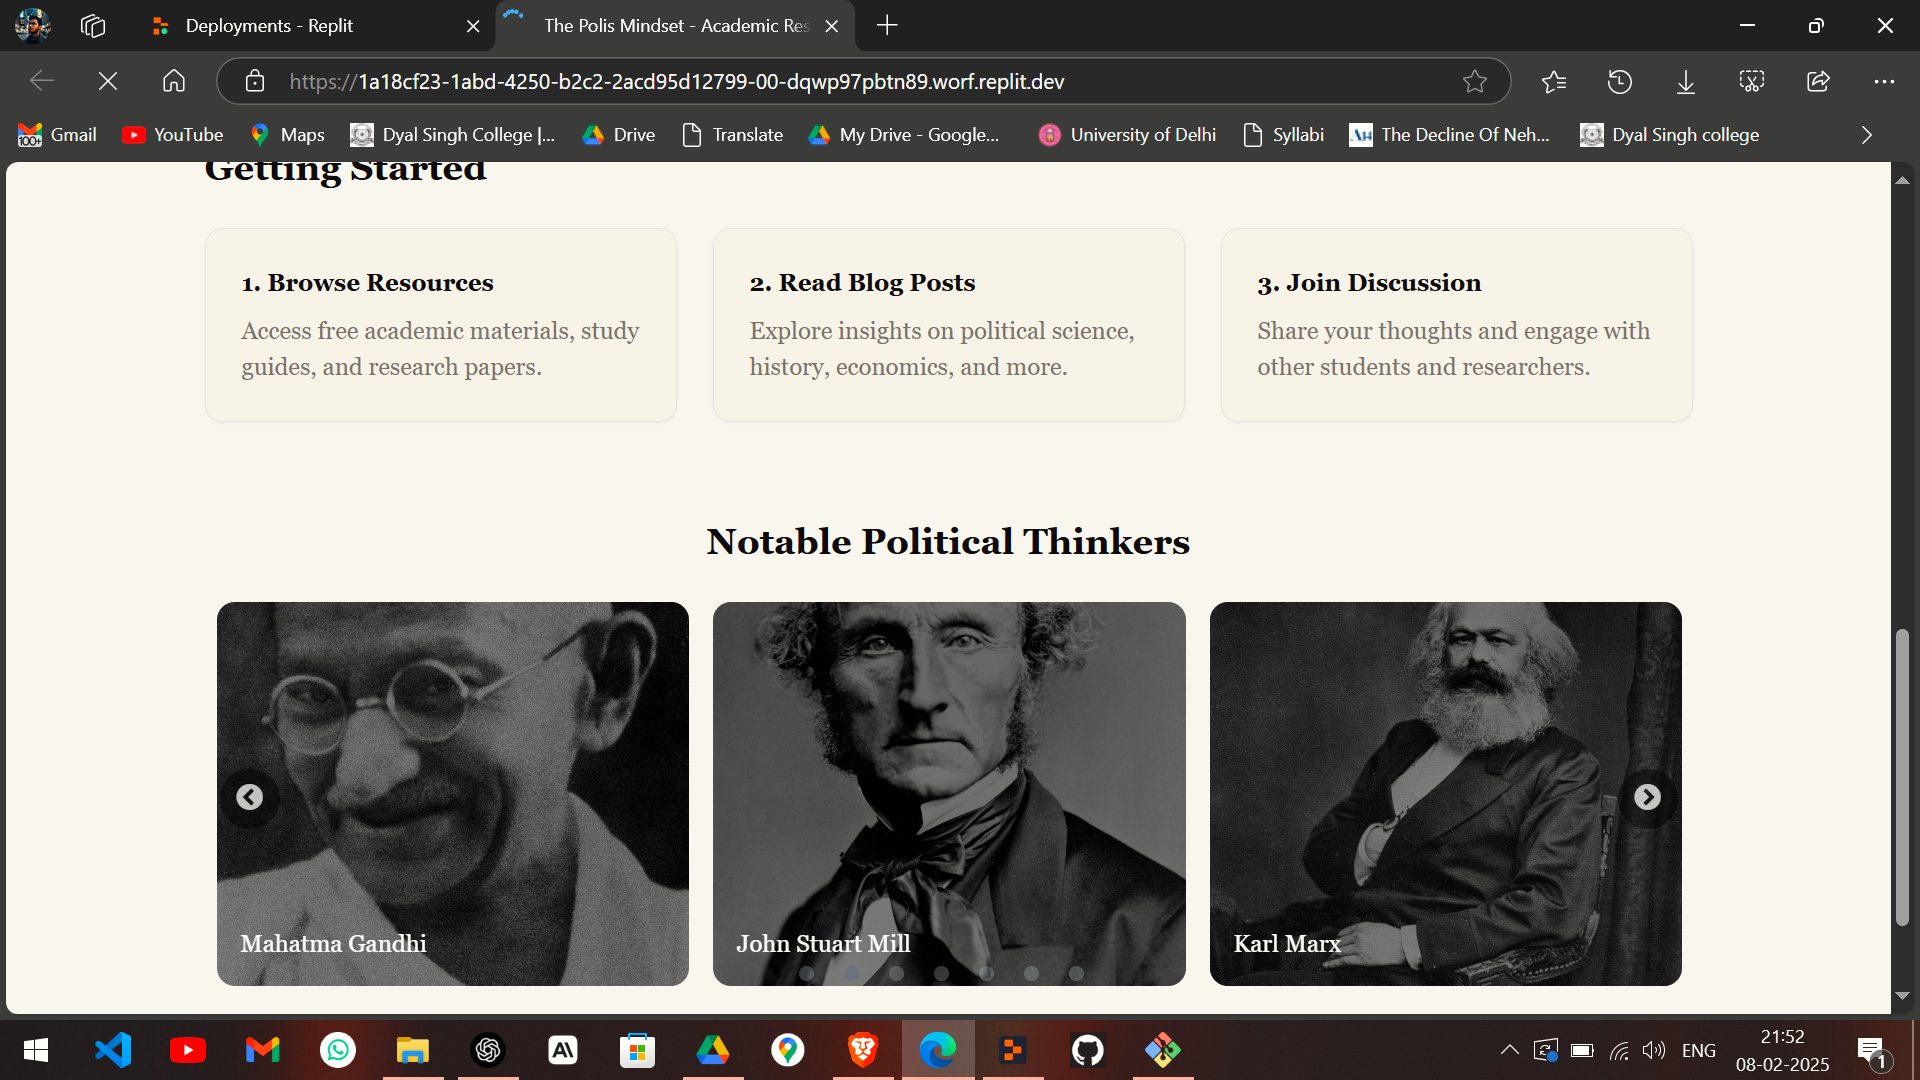 Deployments - Replit
The Polis Mindset - Academic Res
https://1a18cf23-1abd-4250-b2c2-2acd95d12799-00-dqwp97pbtn89.worf.replit.dev
100+
Gmail
YouTube
Maps
Dyal Singh College |...
Drive
Translate
My Drive - Google...
University of Delhi
Syllabi
The Decline Of Neh...
Dyal Singh college
Getting Started
1. Browse Resources
Access free academic materials, study
guides, and research papers.
2. Read Blog Posts
Explore insights on political science,
history, economics, and more.
3. Join Discussion
Share your thoughts and engage with
other students and researchers.
Notable Political Thinkers
Mahatma Gandhi
John Stuart Mill
Karl Marx
ENG
21:52
08-02-2025
1